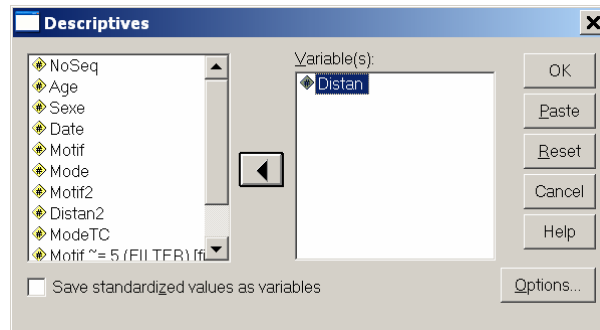 Descriptives
NoSeq
Age
Sexe
Date
Motif
Mode
Motif2
Distan2
ModeTC
Motif ~= 5 (FILTER) [fi
Variable(s):
Distan
OK
Paste
Reset
Cancel
Help
Save standardized values as variables
Options...